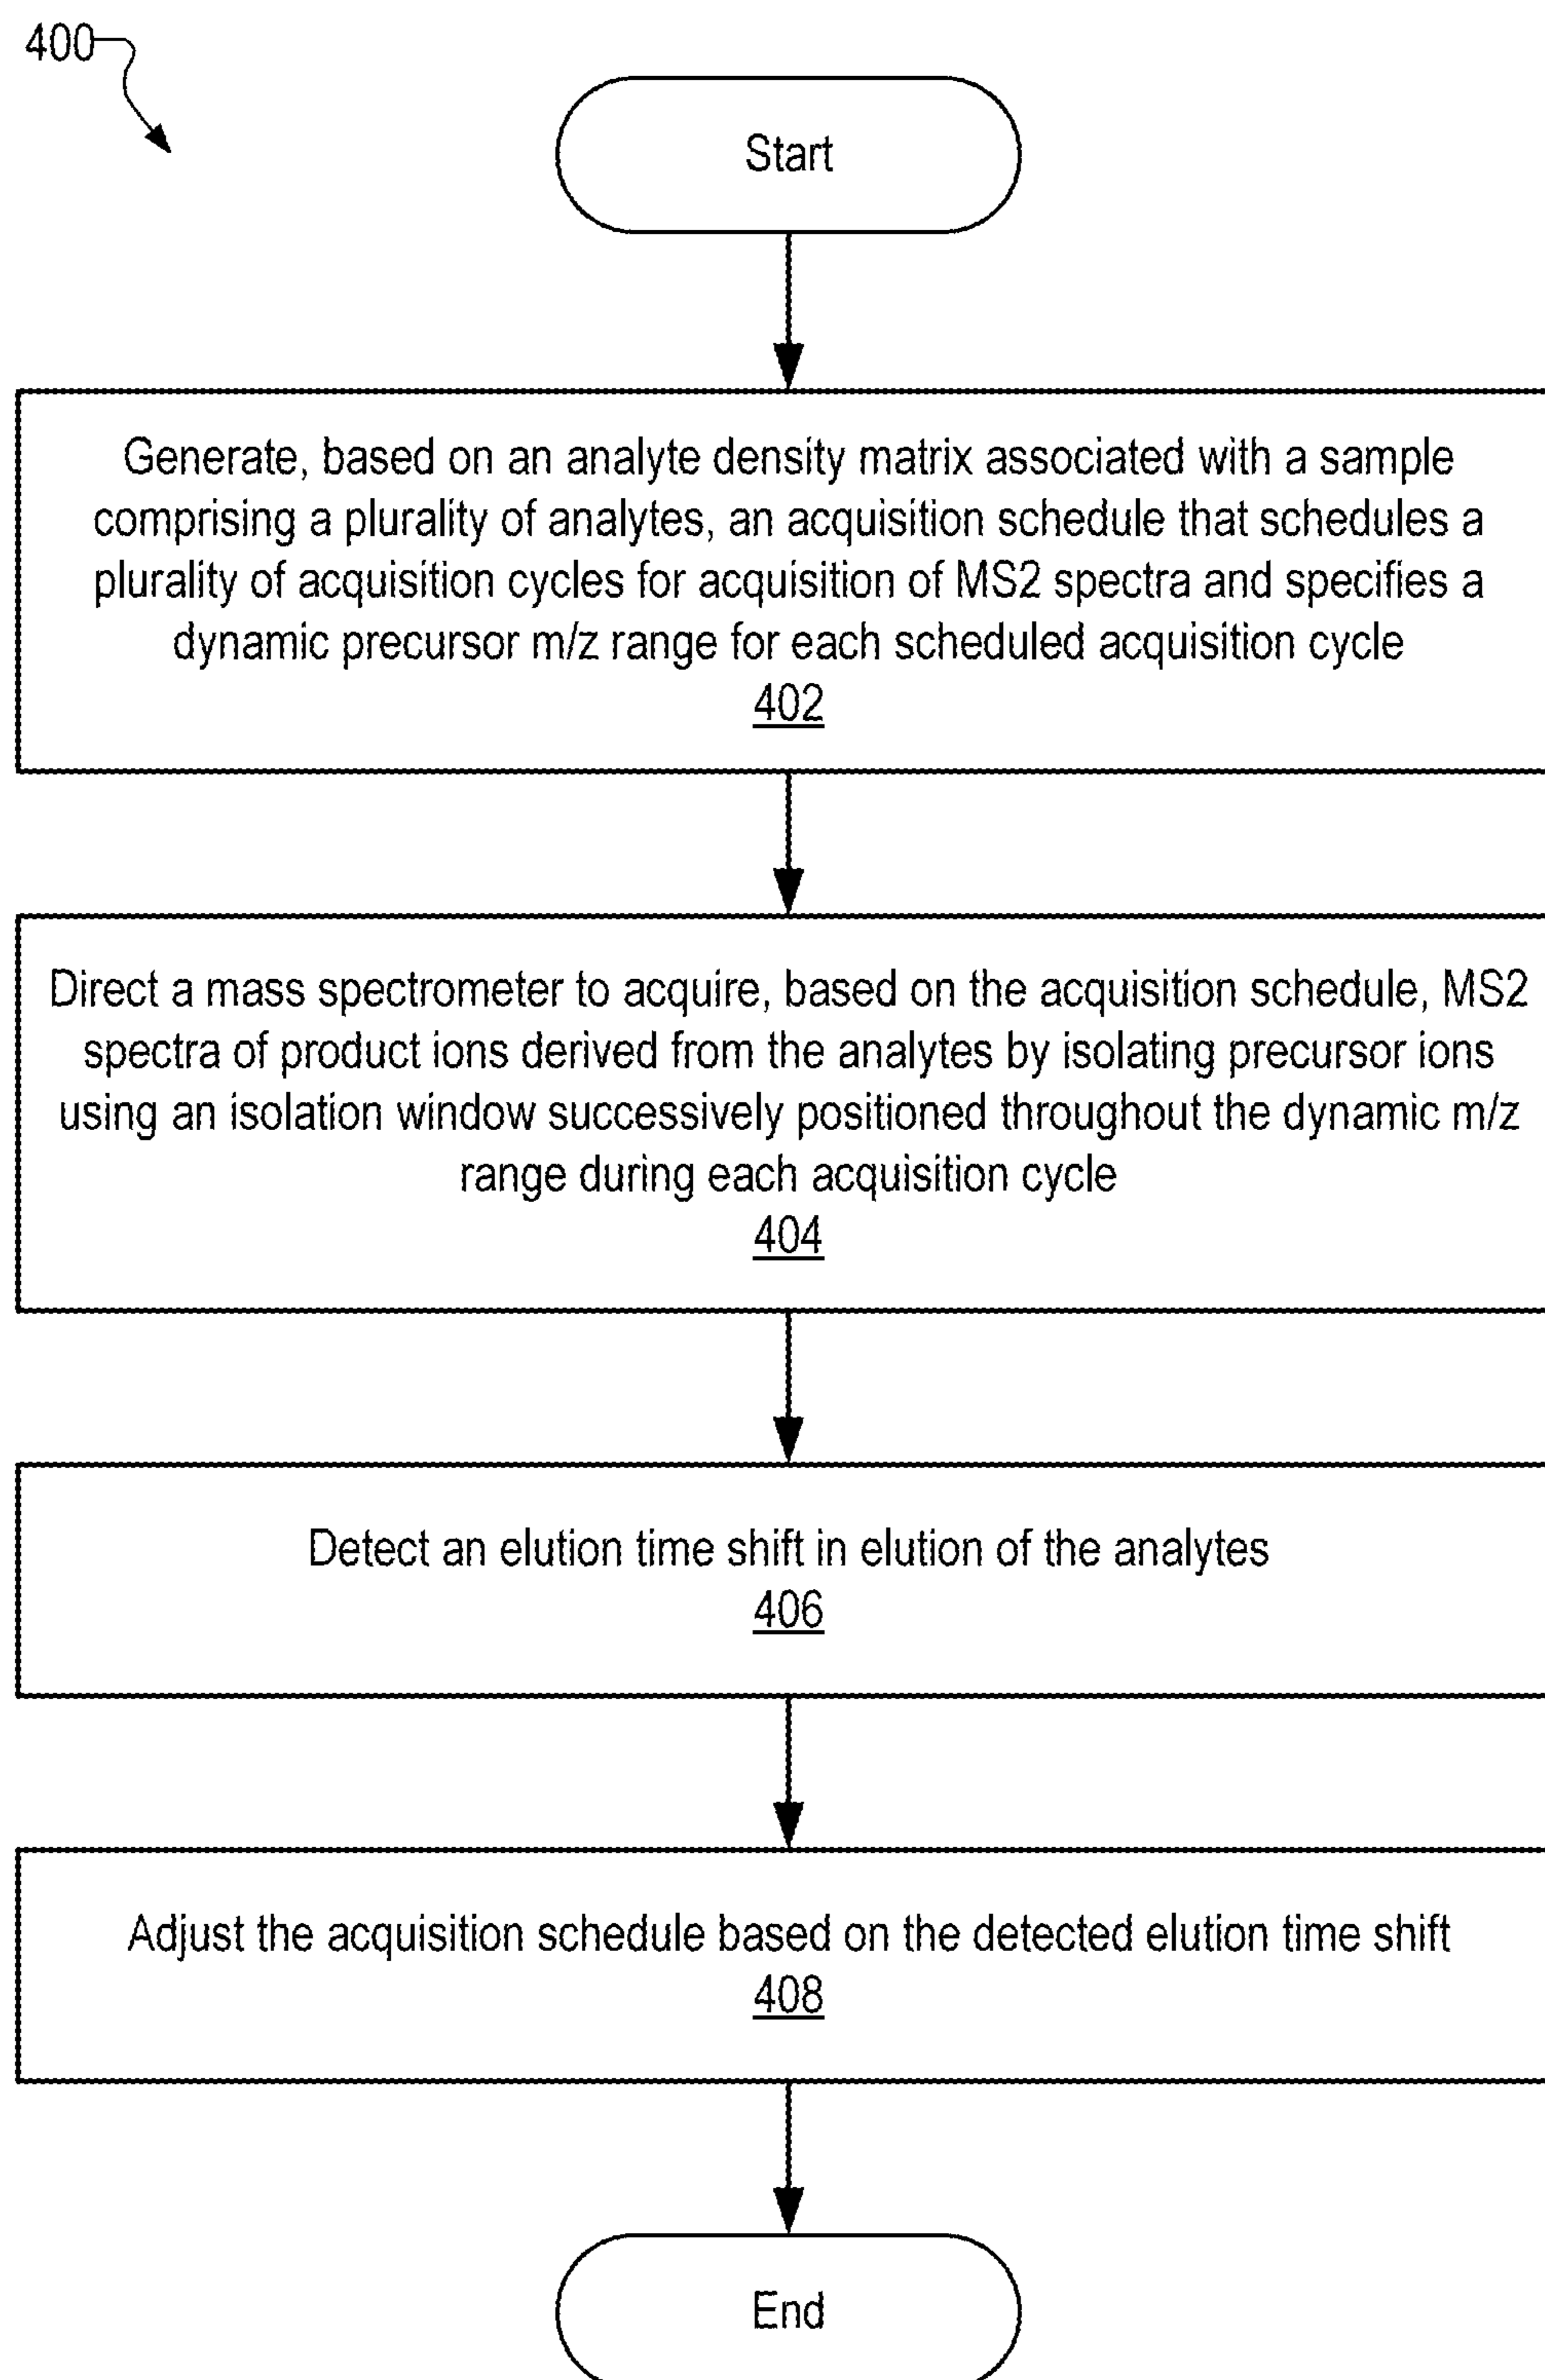 400
Start
Generate, based on an analyte density matrix associated with a sample
comprising a plurality of analytes, an acquisition schedule that schedules a
plurality of acquisition cycles for acquisition of MS2 spectra and specifies a
dynamic precursor m/z range for each scheduled acquisition cycle
402
Direct a mass spectrometer to acquire, based on the acquisition schedule, MS2
spectra of product ions derived from the analytes by isolating precursor ions
using an isolation window successively positioned throughout the dynamic m/z
range during each acquisition cycle
404
Detect an elution time shift in elution of the analytes
406
Adjust the acquisition schedule based on the detected elution time shift
408
End